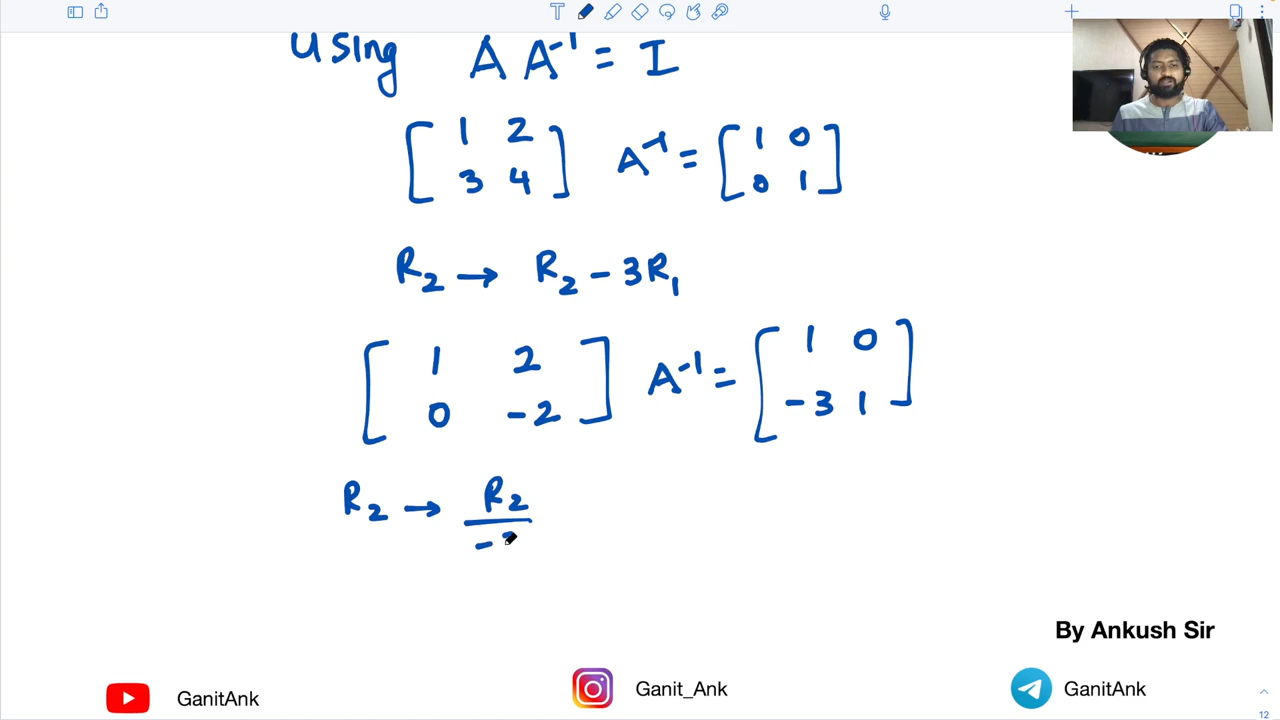 Using A A⁻¹ = I
[ 1 2
3 4 ] A⁻¹ = [ 1 0
0 1 ]
R₂ → R₂ - 3R₁
[ 1 2
0 -2 ] A⁻¹ = [ 1 0
-3 1 ]
R₂ → R₂
-
By Ankush Sir
GanitAnk
Ganit_Ank
GanitAnk
12